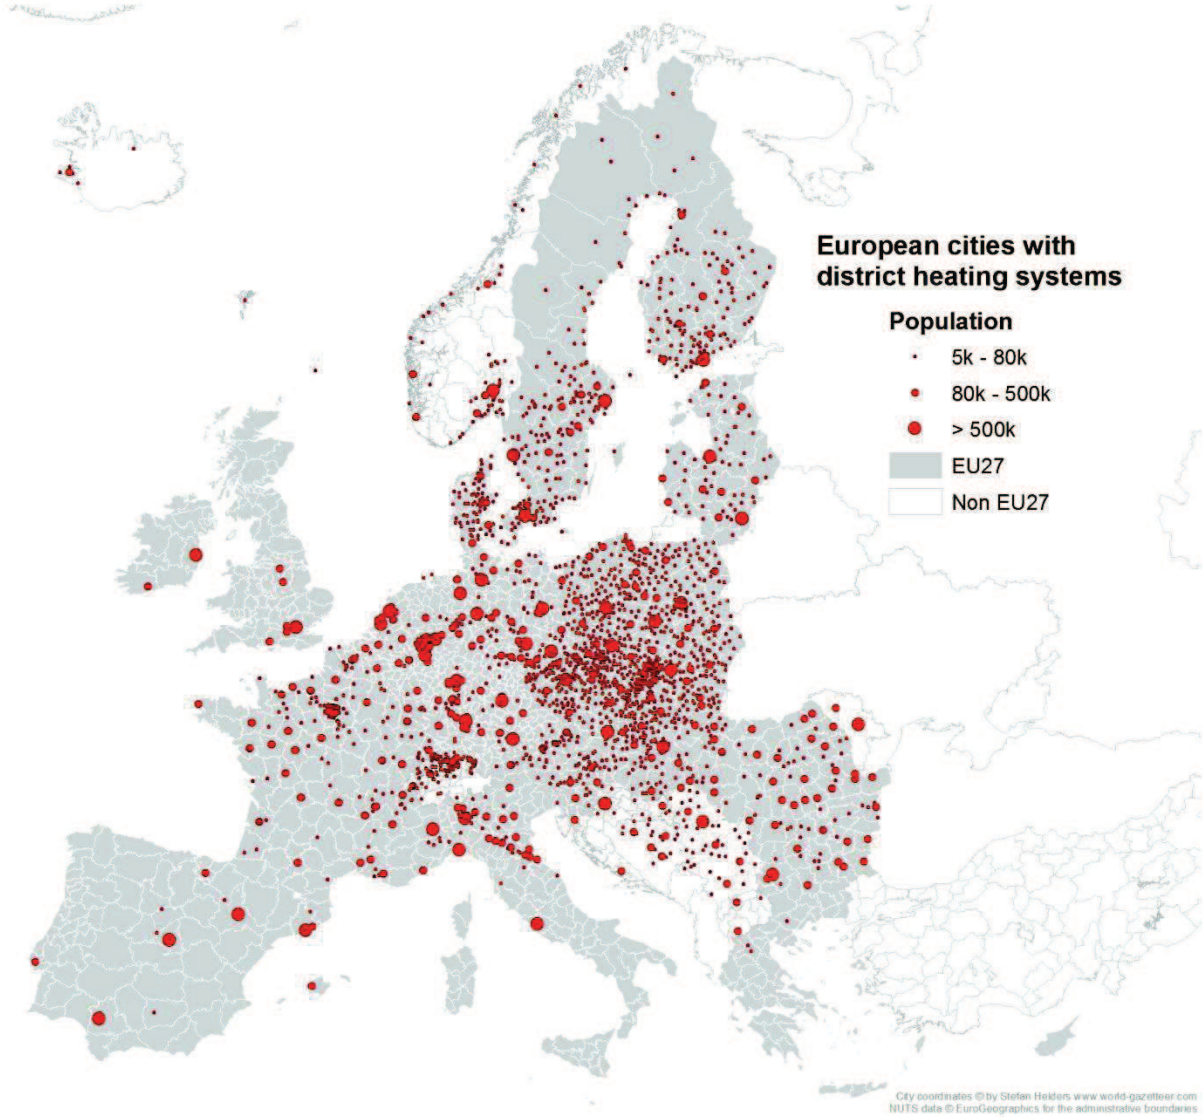 European cities with
district heating systems
Population
5k - 80k
80k - 500k
> 500k
EU27
Non EU27
City coordinates © by Stefan Helders www.world-gazetteer.com
NUTS data © EuroGeographics for the administrative boundaries